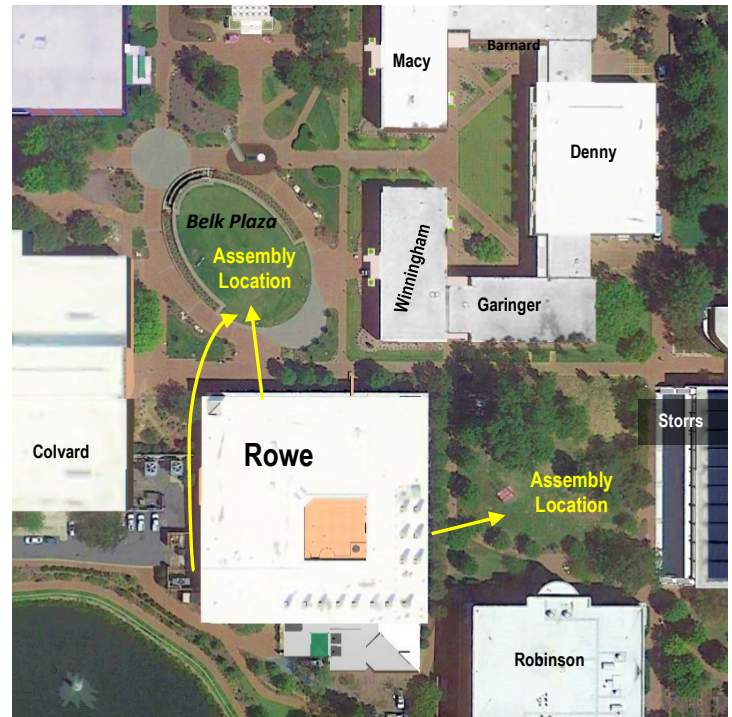 Macy
Barnard
Denny
Belk Plaza
Assembly
Location
Winningham
Garinger
Storrs
Colvard
Rowe
Assembly
Location
Robinson